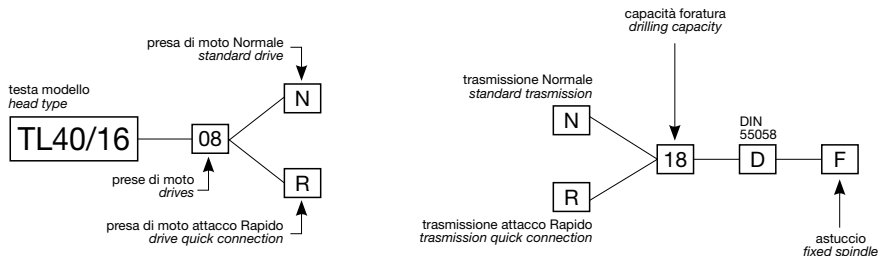 presa di moto Normale
standard drive
testa modello
head type
TL40/16
08
N
R
prese di moto
drives
presa di moto attacco Rapido
drive quick connection
capacità foratura
drilling capacity
trasmissione Normale
standard trasmission
N
R
18
DIN
55058
D
F
trasmissione attacco Rapido
trasmission quick connection
astuccio
fixed spindle